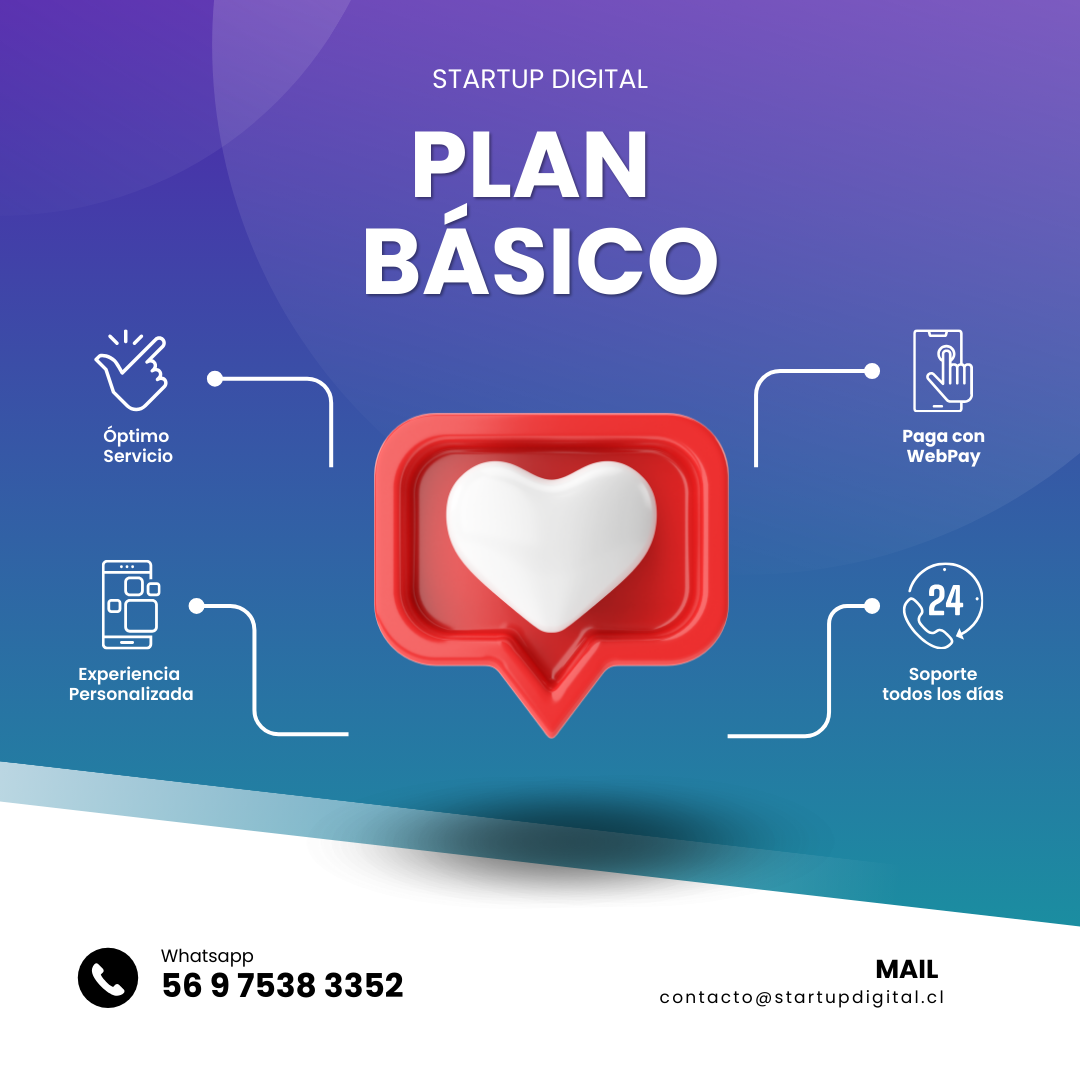 STARTUP DIGITAL
PLAN
BÁSICO
Óptimo
Servicio
Paga con
WebPay
Experiencia
Personalizada
24
Soporte
todos los días
Whatsapp
56 9 7538 3352
MAIL
contacto@startupdigital.cl